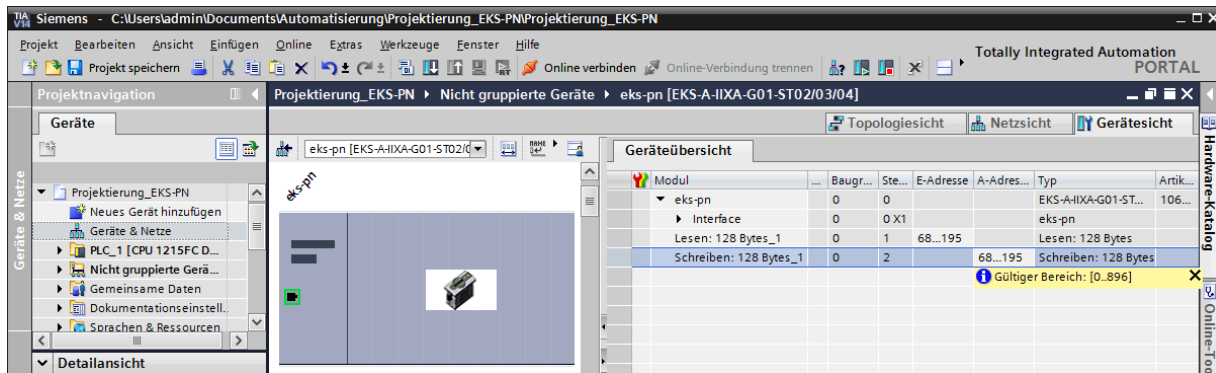 TIA V14 Siemens - C:\Users\admin\Documents\Automatisierung\Projektierung_EKS-PN\Projektierung_EKS-PN
Projekt Bearbeiten Ansicht Einfügen Online Extras Werkzeuge Fenster Hilfe
Totally Integrated Automation
PORTAL
Projekt speichern Online verbinden Online-Verbindung trennen
Projektnavigation
Projektierung_EKS-PN Nicht gruppierte Geräte eks-pn [EKS-A-IIXA-G01-ST02/03/04]
Geräte
Topologiesicht Netzsicht Gerätesicht
eks-pn [EKS-A-IIXA-G01-ST02/0
Geräteübersicht
Projektierung_EKS-PN
Neues Gerät hinzufügen
Geräte & Netze
PLC_1 [CPU 1215FC D...
Nicht gruppierte Gerä...
Gemeinsame Daten
Dokumentationseinstell..
Sprachen & Ressourcen
Detailansicht
Geräte & Netze
eks-pn
Modul ... Baugr... Ste... E-Adresse A-Adres... Typ Artik...
eks-pn 0 0 EKS-A-IIXA-G01-ST... 106...
Interface 0 0 X1 eks-pn
Lesen: 128 Bytes_1 0 1 68...195 Lesen: 128 Bytes
Schreiben: 128 Bytes_1 0 2 68...195 Schreiben: 128 Bytes
Gültiger Bereich: [0..896]
Hardware-Katalog
Online-Too